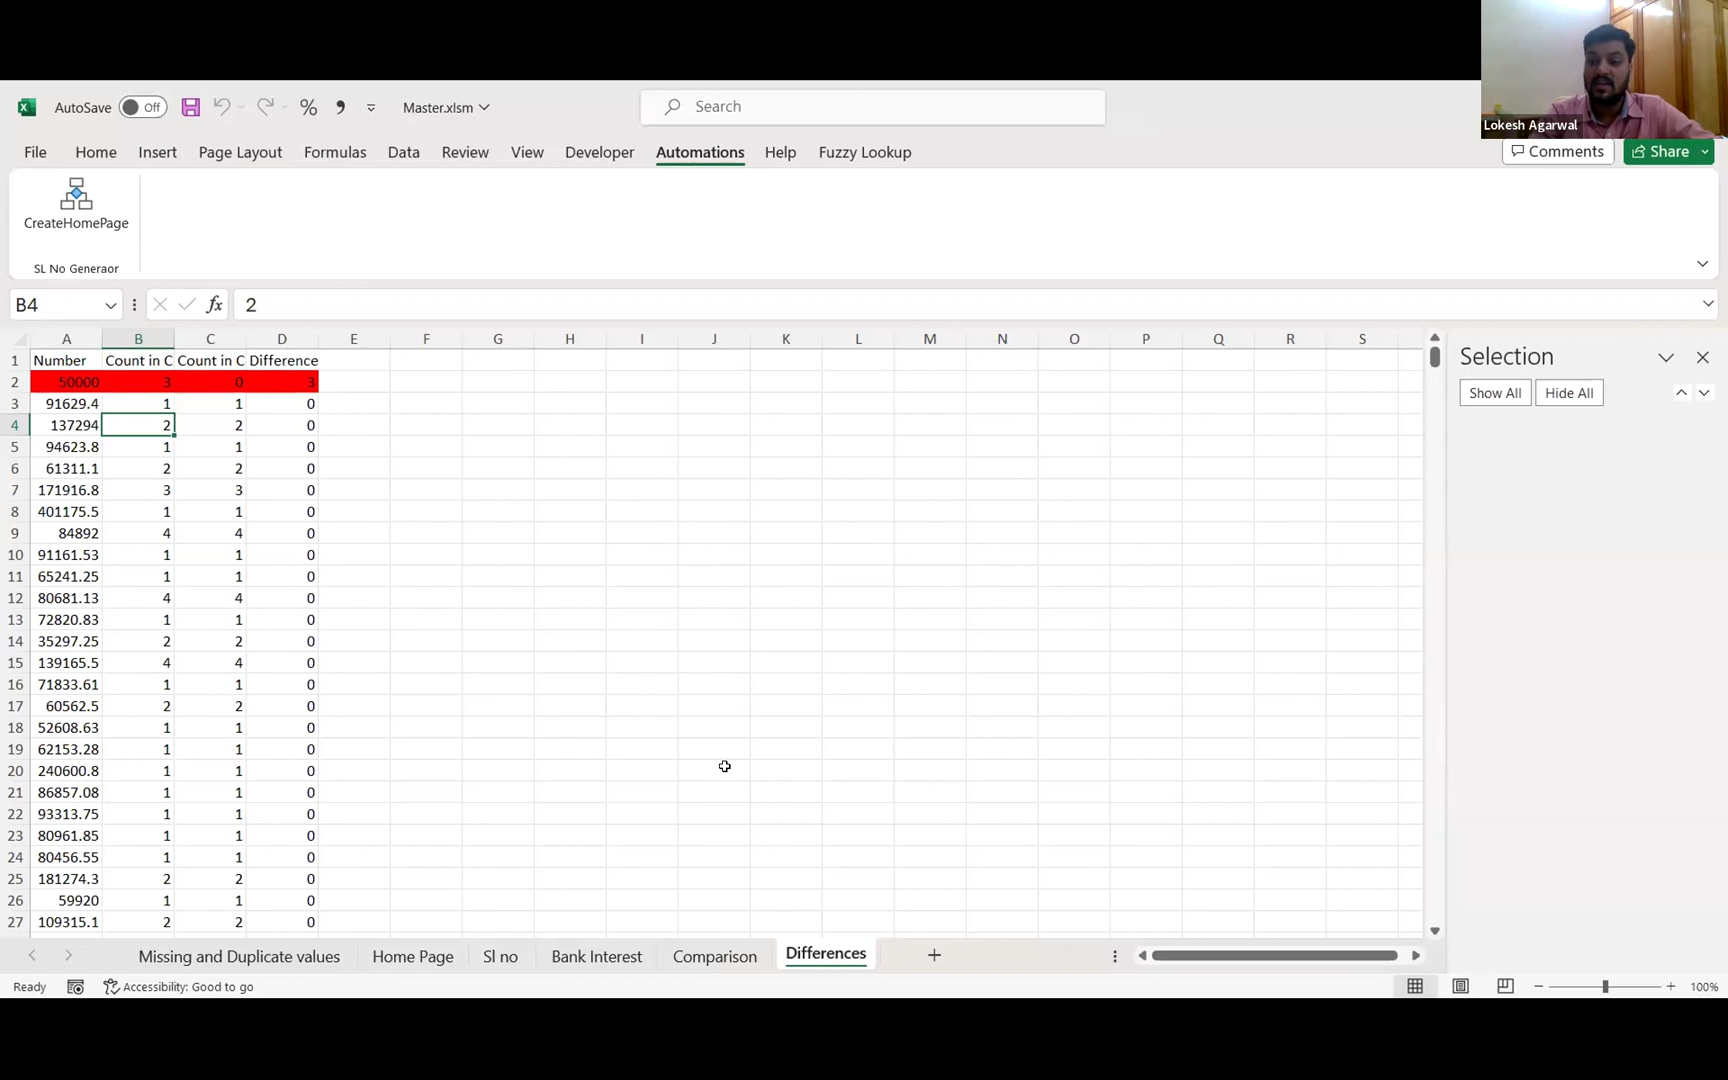 Lokesh Agarwal
AutoSave Off Master.xlsm Search
File Home Insert Page Layout Formulas Data Review View Developer Automations Help Fuzzy Lookup Comments Share
CreateHomePage
SL No Generaor
B4 fx 2
A B C D E F G H I J K L M N O P Q R S
1 Number Count in C Count in C Difference
2 50000 3 0 3
3 91629.4 1 1 0
4 137294 2 2 0
5 94623.8 1 1 0
6 61311.1 2 2 0
7 171916.8 3 3 0
8 401175.5 1 1 0
9 84892 4 4 0
10 91161.53 1 1 0
11 65241.25 1 1 0
12 80681.13 4 4 0
13 72820.83 1 1 0
14 35297.25 2 2 0
15 139165.5 4 4 0
16 71833.61 1 1 0
17 60562.5 2 2 0
18 52608.63 1 1 0
19 62153.28 1 1 0
20 240600.8 1 1 0
21 86857.08 1 1 0
22 93313.75 1 1 0
23 80961.85 1 1 0
24 80456.55 1 1 0
25 181274.3 2 2 0
26 59920 1 1 0
27 109315.1 2 2 0
Selection
Show All Hide All
Missing and Duplicate values Home Page Sl no Bank Interest Comparison Differences
Ready Accessibility: Good to go 100%